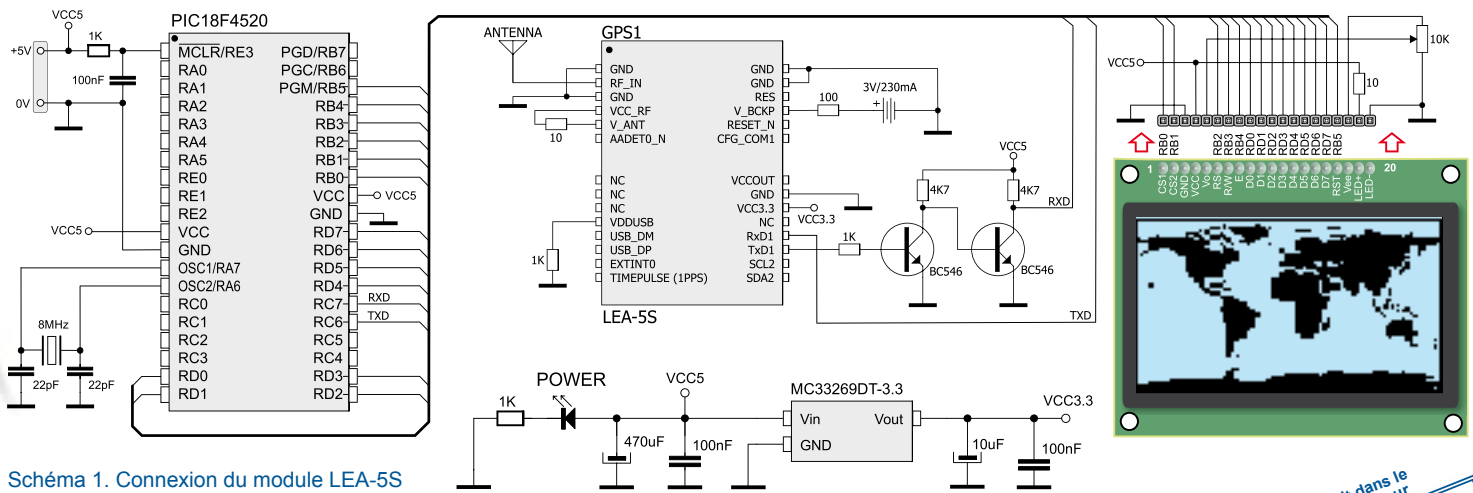 VCC5
+5V
1K
100nF
0V
PIC18F4520
MCLR/RE3 PGD/RB7
RA0 PGC/RB6
RA1 PGM/RB5
RA2 RB4
RA3 RB3
RA4 RB2
RA5 RB1
RE0 RB0
RE1 VCC VCC5
RE2 GND
VCC5 VCC RD7
GND RD6
OSC1/RA7 RD5
OSC2/RA6 RD4
RC0 RC7 RXD
RC1 RC6 TXD
RC2 RC5
RC3 RC4
RD0 RD3
RD1 RD2
8MHz
22pF 22pF
ANTENNA
GPS1
GND GND
RF_IN GND
GND RES
VCC_RF V_BCKP
V_ANT RESET_N
AADET0_N CFG_COM1
10
100
3V/230mA
+
NC VCCOUT
NC GND
NC VCC3.3 VCC3.3
VDDUSB NC
USB_DM RxD1
USB_DP TxD1
EXTINT0 SCL2
TIMEPULSE (1PPS) SDA2
1K
LEA-5S
1K
VCC5
4K7 4K7
RXD
BC546 BC546
TXD
10K
VCC5
10
RB0 RB1 RB2 RB3 RB4 RD0 RD1 RD2 RD3 RD4 RD5 RD6 RD7 RB5
1 20
CS1 CS2 GND VCC Vo RS R/W E D0 D1 D2 D3 D4 D5 D6 D7 RST Vee LED+ LED-
POWER
1K
VCC5
470uF
100nF
MC33269DT-3.3
Vin Vout
GND
VCC3.3
10uF
100nF
Schéma 1. Connexion du module LEA-5S
dans le